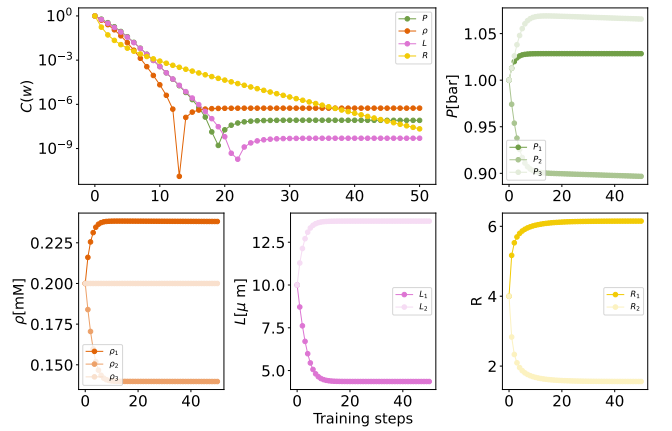 10^0
10^−3
10^−6
10^−9
C(w)
0 10 20 30 40 50
P
ρ
L
R
1.05
1.00
0.95
0.90
P[bar]
0 20 40
P_1
P_2
P_3
0.225
0.200
0.175
0.150
ρ[mM]
0 20 40
ρ_1
ρ_2
ρ_3
12.5
10.0
7.5
5.0
L[μ m]
0 20 40
L_1
L_2
Training steps
6
4
2
R
0 20 40
R_1
R_2